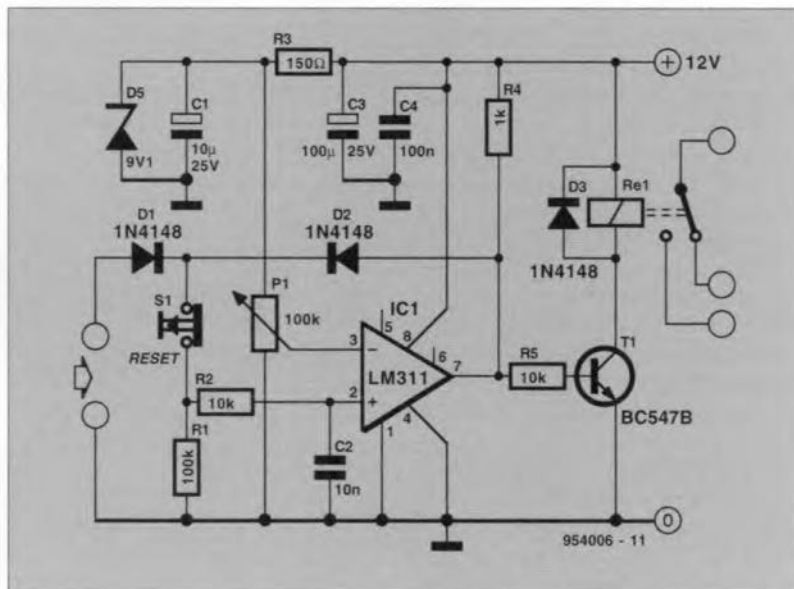 R3
150Ω
+
12V
D5
9V1
C1
10µ
25V
C3
100µ
25V
C4
100n
R4
1k
D3
1N4148
Re1
D1
1N4148
D2
1N4148
S1
RESET
P1
100k
IC1
5
8
3
−
6
LM311
7
2
+
4
1
R2
10k
R1
100k
C2
10n
R5
10k
T1
BC547B
0
954006 - 11